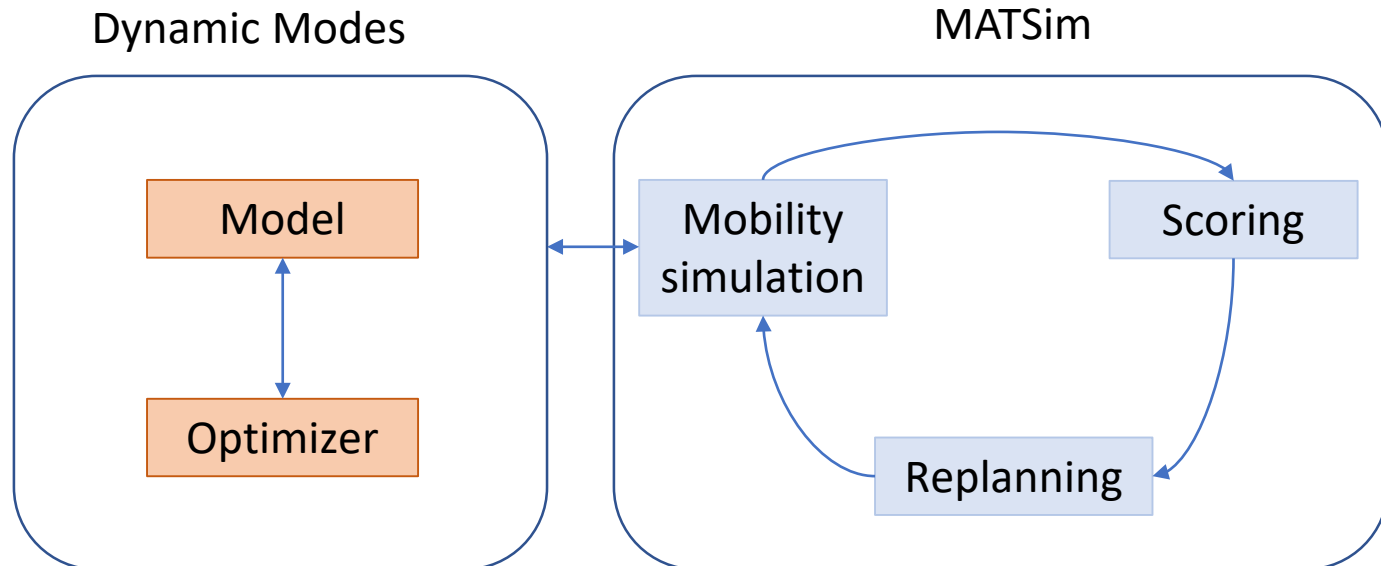 Dynamic Modes
MATSim
Model
Optimizer
Mobility
simulation
Scoring
Replanning